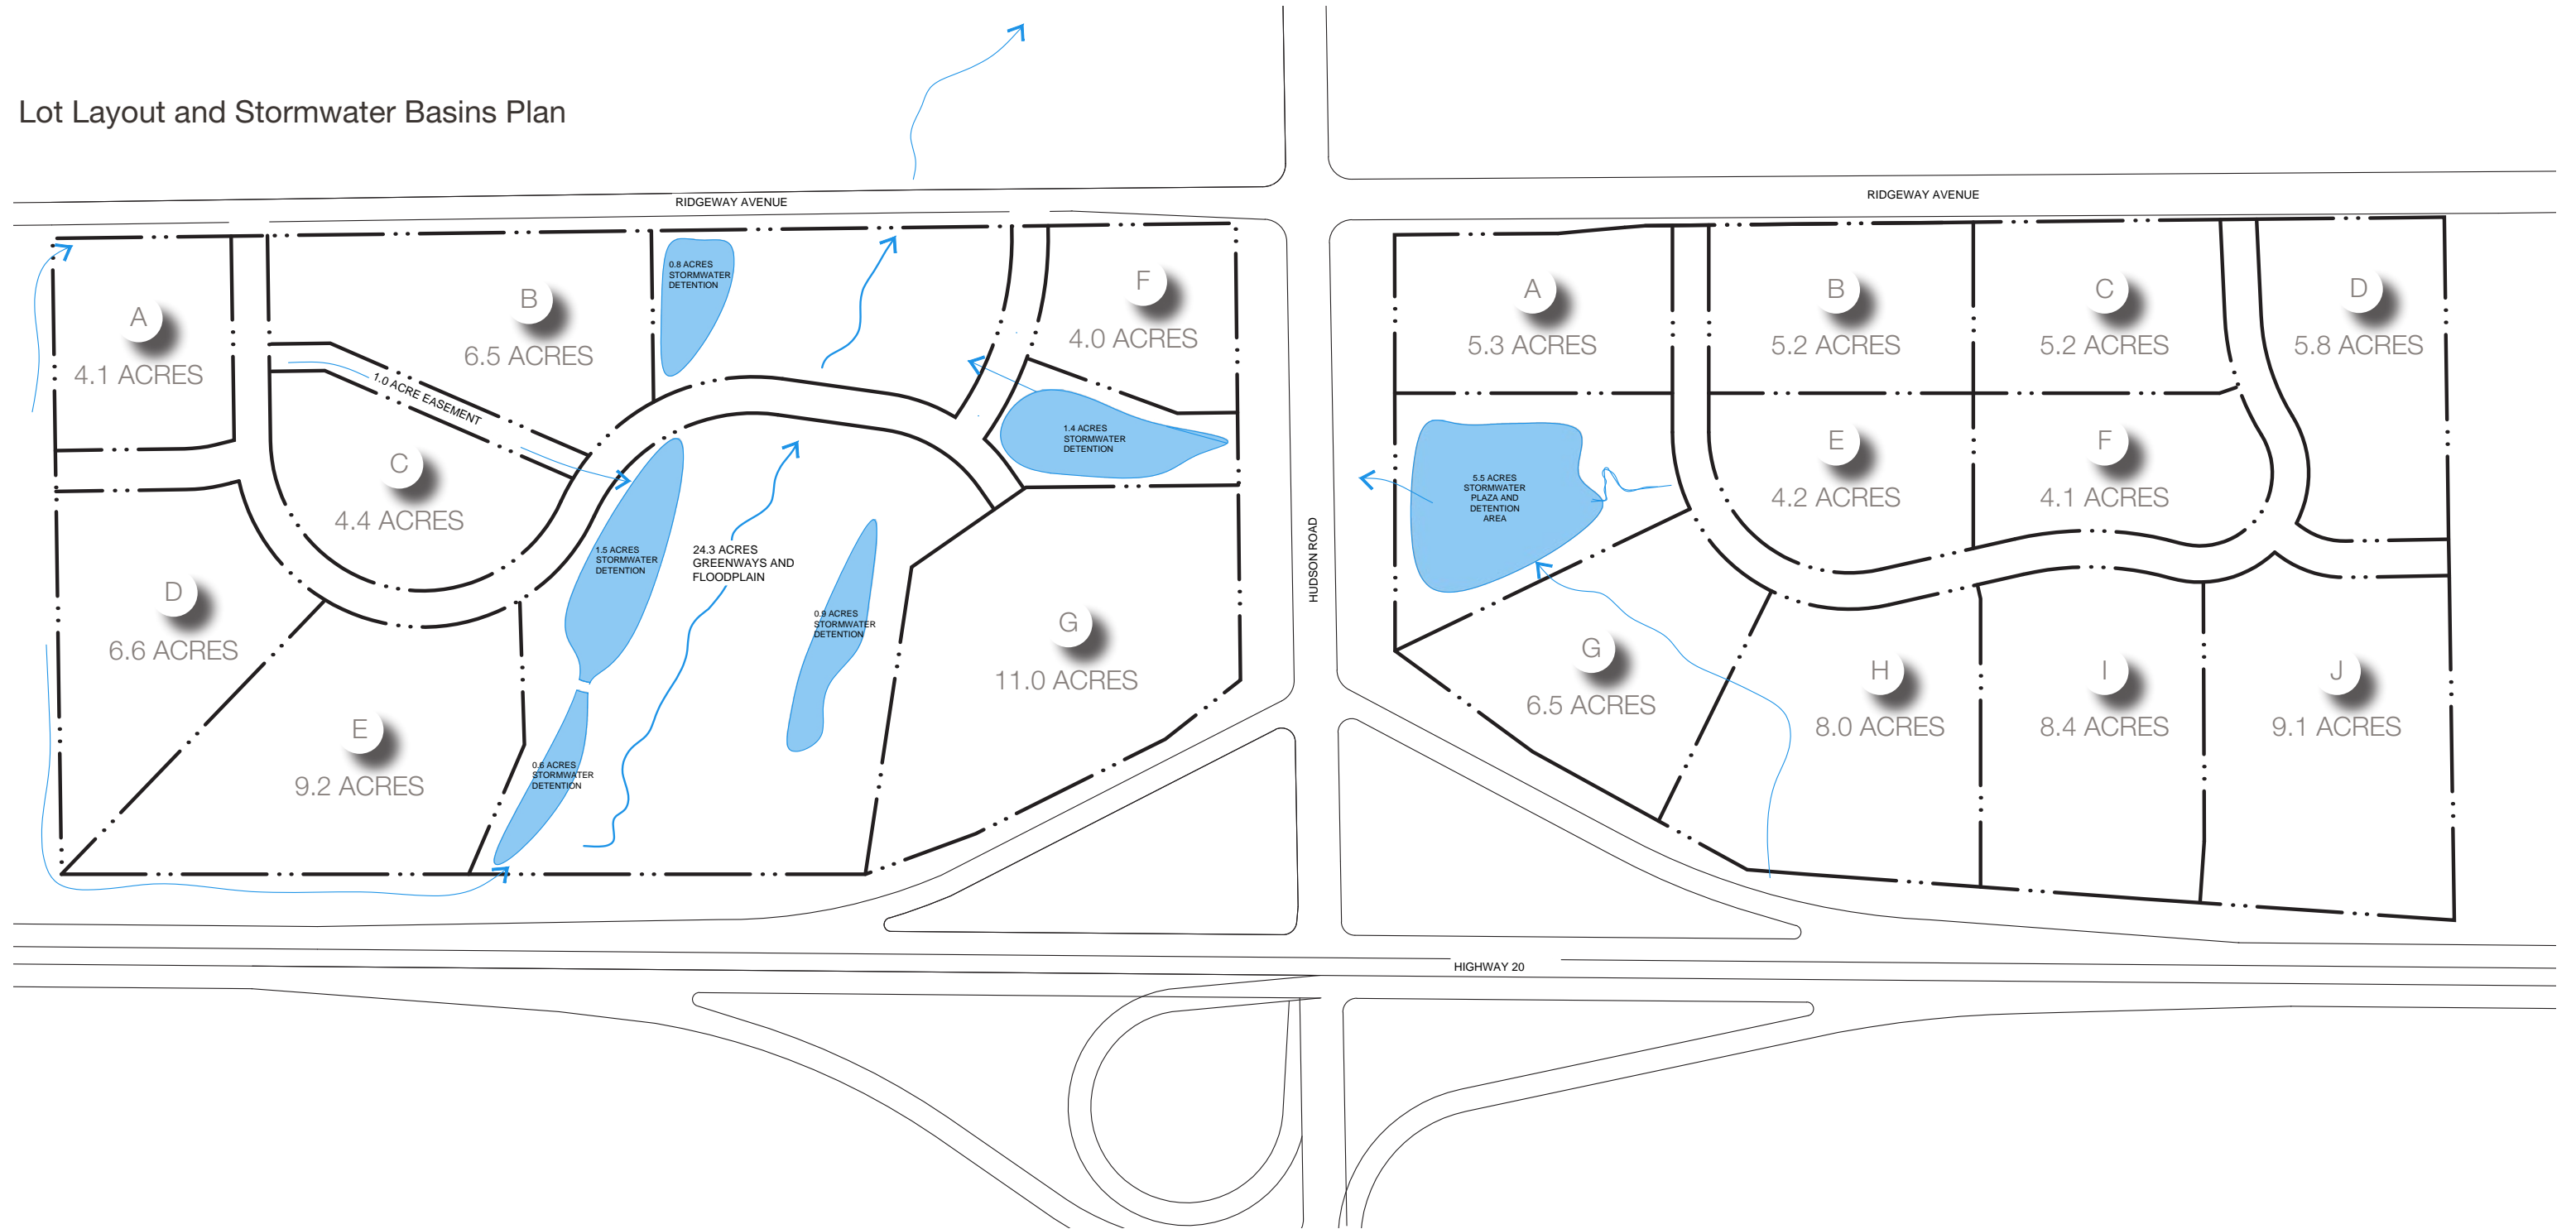 Lot Layout and Stormwater Basins Plan
RIDGEWAY AVENUE
RIDGEWAY AVENUE
A
4.1 ACRES
B
6.5 ACRES
0.8 ACRES
STORMWATER
DETENTION
F
4.0 ACRES
1.0 ACRE EASEMENT
C
4.4 ACRES
1.4 ACRES
STORMWATER
DETENTION
D
6.6 ACRES
1.5 ACRES
STORMWATER
DETENTION
24.3 ACRES
GREENWAYS AND
FLOODPLAIN
0.9 ACRES
STORMWATER
DETENTION
G
11.0 ACRES
E
9.2 ACRES
0.6 ACRES
STORMWATER
DETENTION
HUDSON ROAD
A
5.3 ACRES
B
5.2 ACRES
C
5.2 ACRES
D
5.8 ACRES
5.5 ACRES
STORMWATER
PLAZA AND
DETENTION
AREA
E
4.2 ACRES
F
4.1 ACRES
G
6.5 ACRES
H
8.0 ACRES
I
8.4 ACRES
J
9.1 ACRES
HIGHWAY 20